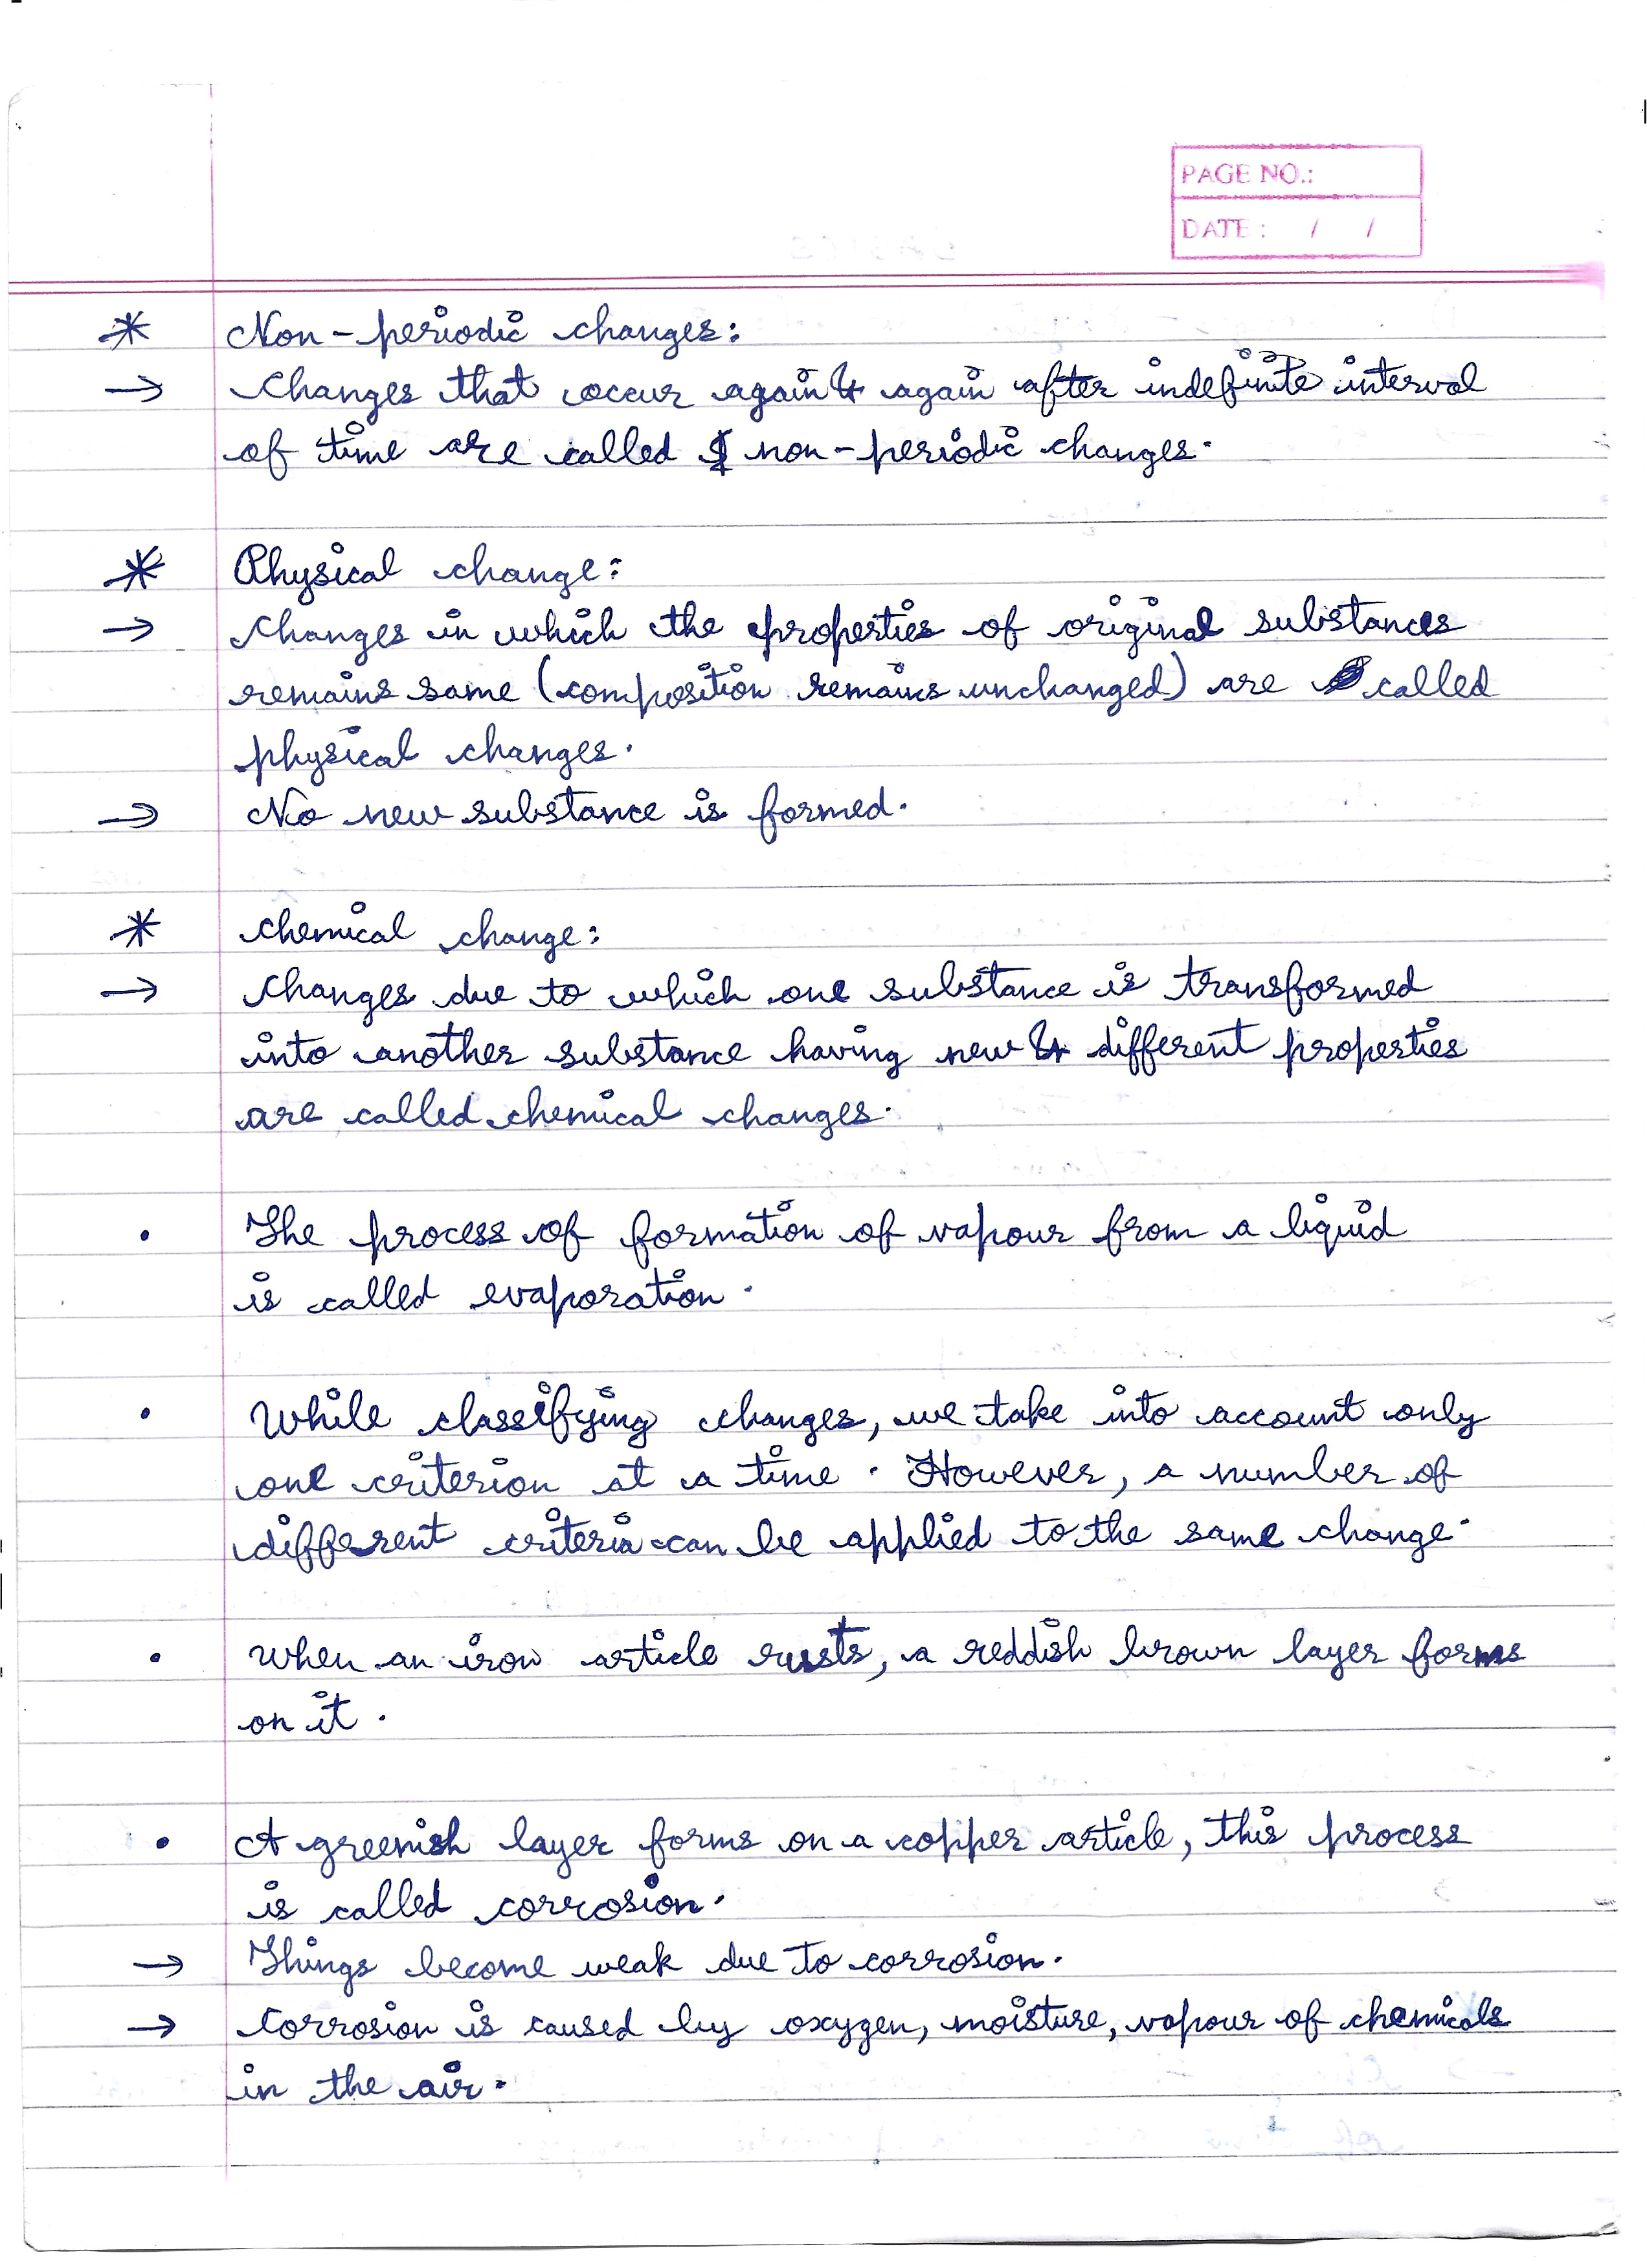 PAGE NO.:
DATE : / /
* Non-periodic changes:
→ Changes that occur again & again after indefinite interval
of time are called non-periodic changes.
* Physical change:
→ Changes in which the properties of original substances
remains same (composition remains unchanged) are called
physical changes.
→ No new substance is formed.
* Chemical change:
→ Changes due to which one substance is transformed
into another substance having new & different properties
are called chemical changes.
• The process of formation of vapour from a liquid
is called evaporation.
• While classifying changes, we take into account only
one criterion at a time. However, a number of
different criteria can be applied to the same change.
• When an iron article rusts, a reddish brown layer forms
on it.
• A greenish layer forms on a copper article, this process
is called corrosion.
→ Things become weak due to corrosion.
→ Corrosion is caused by oxygen, moisture, vapour of chemicals
in the air.